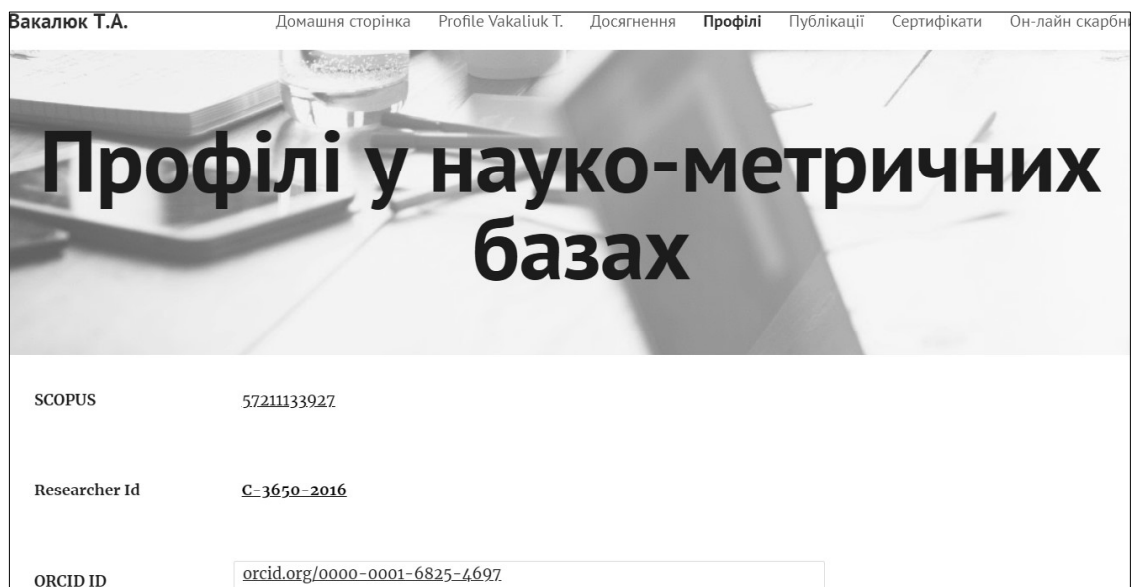 Вакалюк Т.А. Домашня сторінка Profile Vakaliuk T. Досягнення Профілі Публікації Сертифікати Он-лайн
Профілі у науко-метричних
базах
SCOPUS 57211133927
Researcher Id C-3650-2016
ORCID ID orcid.org/0000-0001-6825-4697